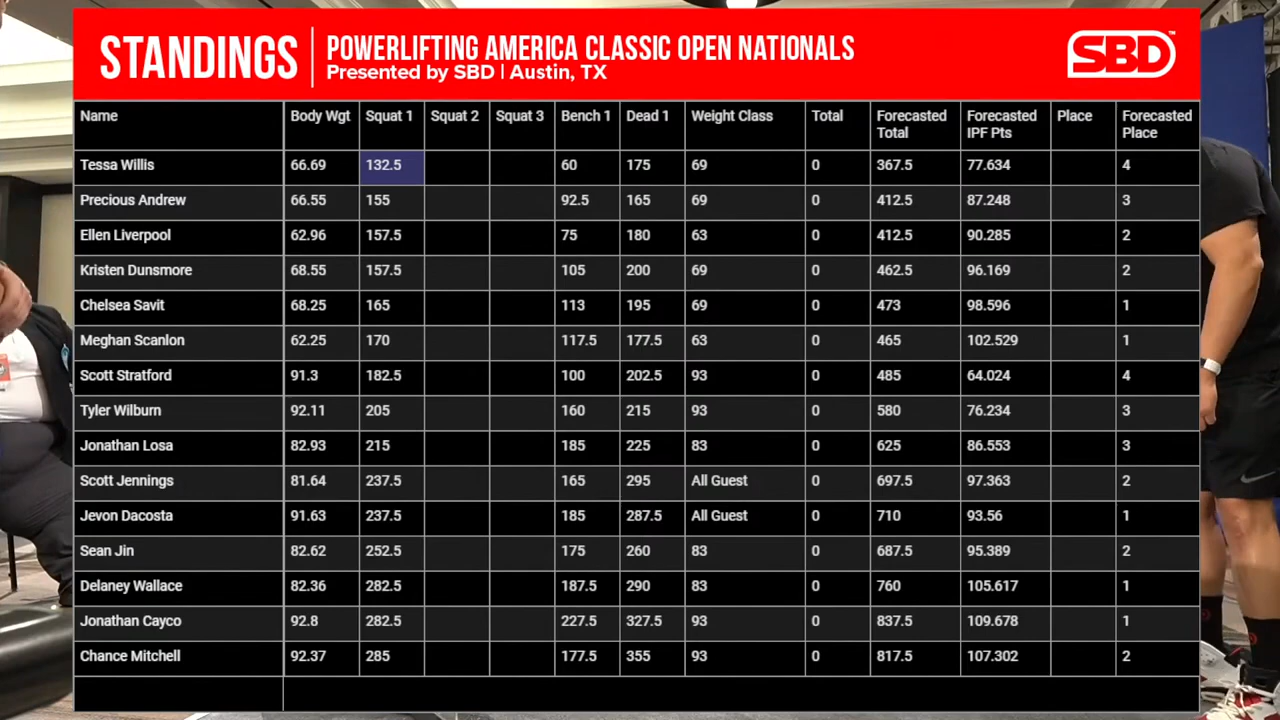 STANDINGS
POWERLIFTING AMERICA CLASSIC OPEN NATIONALS
Presented by SBD | Austin, TX
SBD™
Name Body Wgt Squat 1 Squat 2 Squat 3 Bench 1 Dead 1 Weight Class Total Forecasted Total Forecasted IPF Pts Place Forecasted Place
Tessa Willis 66.69 132.5 60 175 69 0 367.5 77.634 4
Precious Andrew 66.55 155 92.5 165 69 0 412.5 87.248 3
Ellen Liverpool 62.96 157.5 75 180 63 0 412.5 90.285 2
Kristen Dunsmore 68.55 157.5 105 200 69 0 462.5 96.169 2
Chelsea Savit 68.25 165 113 195 69 0 473 98.596 1
Meghan Scanlon 62.25 170 117.5 177.5 63 0 465 102.529 1
Scott Stratford 91.3 182.5 100 202.5 93 0 485 64.024 4
Tyler Wilburn 92.11 205 160 215 93 0 580 76.234 3
Jonathan Losa 82.93 215 185 225 83 0 625 86.553 3
Scott Jennings 81.64 237.5 165 295 All Guest 0 697.5 97.363 2
Jevon Dacosta 91.63 237.5 185 287.5 All Guest 0 710 93.56 1
Sean Jin 82.62 252.5 175 260 83 0 687.5 95.389 2
Delaney Wallace 82.36 282.5 187.5 290 83 0 760 105.617 1
Jonathan Cayco 92.8 282.5 227.5 327.5 93 0 837.5 109.678 1
Chance Mitchell 92.37 285 177.5 355 93 0 817.5 107.302 2